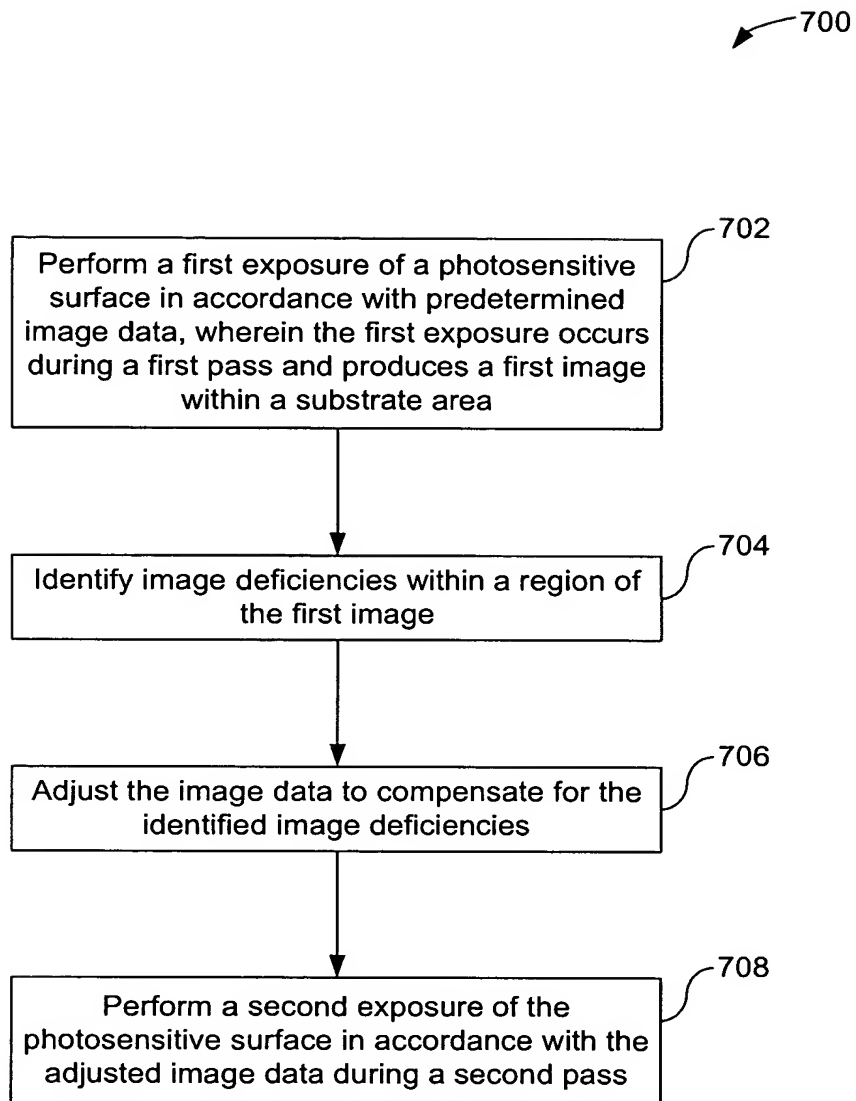 700
702
Perform a first exposure of a photosensitive
surface in accordance with predetermined
image data, wherein the first exposure occurs
during a first pass and produces a first image
within a substrate area
704
Identify image deficiencies within a region of
the first image
706
Adjust the image data to compensate for the
identified image deficiencies
708
Perform a second exposure of the
photosensitive surface in accordance with the
adjusted image data during a second pass